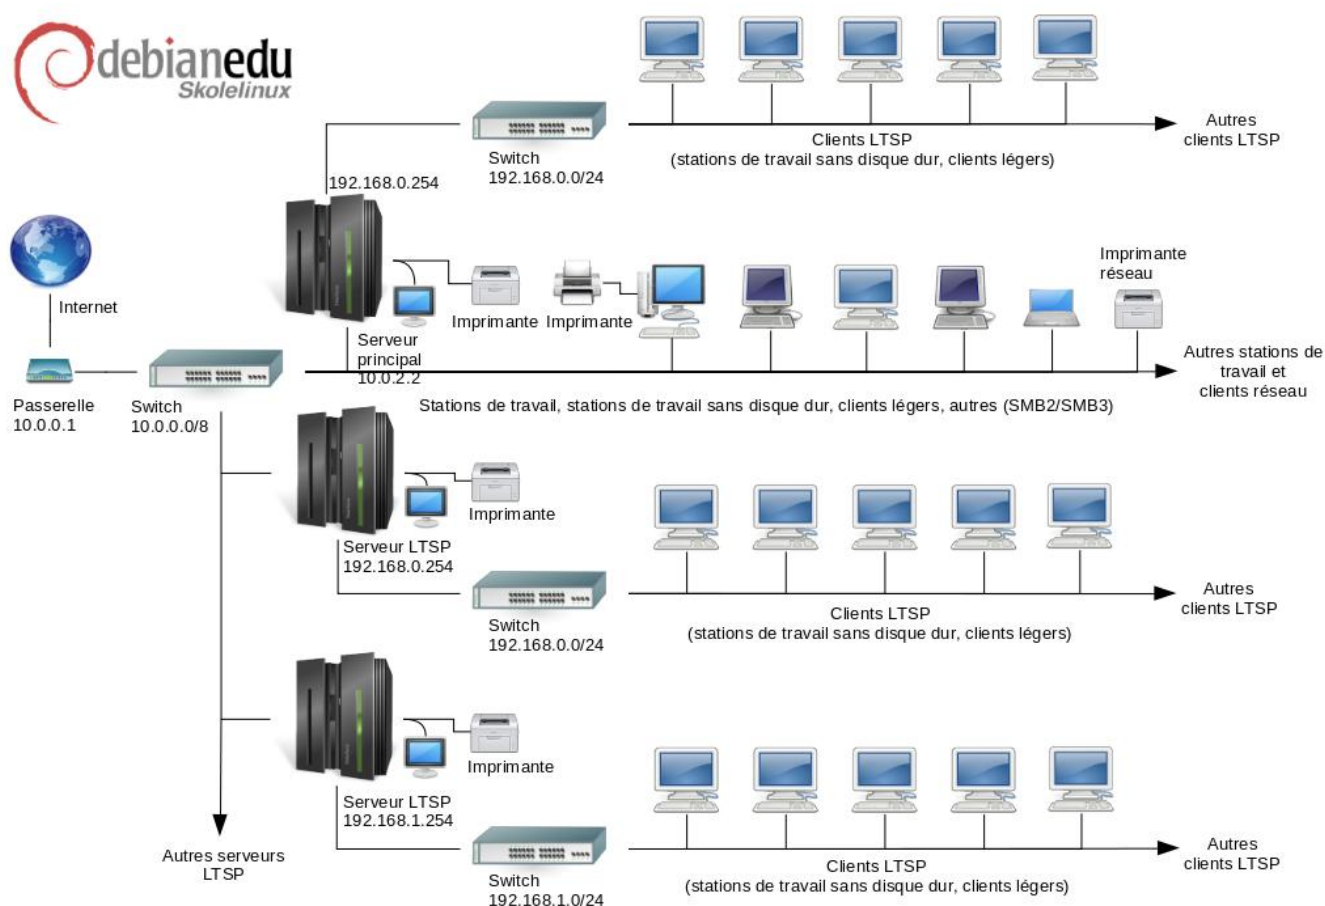 debianedu
Skolelinux
Autres
clients LTSP
Clients LTSP
(stations de travail sans disque dur, clients légers)
Switch
192.168.0.0/24
192.168.0.254
Internet
Imprimante
réseau
Imprimante
Imprimante
Serveur
principal
10.0.2.2
Autres stations de
travail et
clients réseau
Passerelle
10.0.0.1
Switch
10.0.0.0/8
Stations de travail, stations de travail sans disque dur, clients légers, autres (SMB2/SMB3)
Imprimante
Serveur LTSP
192.168.0.254
Autres
clients LTSP
Clients LTSP
(stations de travail sans disque dur, clients légers)
Switch
192.168.0.0/24
Imprimante
Serveur LTSP
192.168.1.254
Autres serveurs
LTSP
Autres
clients LTSP
Clients LTSP
(stations de travail sans disque dur, clients légers)
Switch
192.168.1.0/24